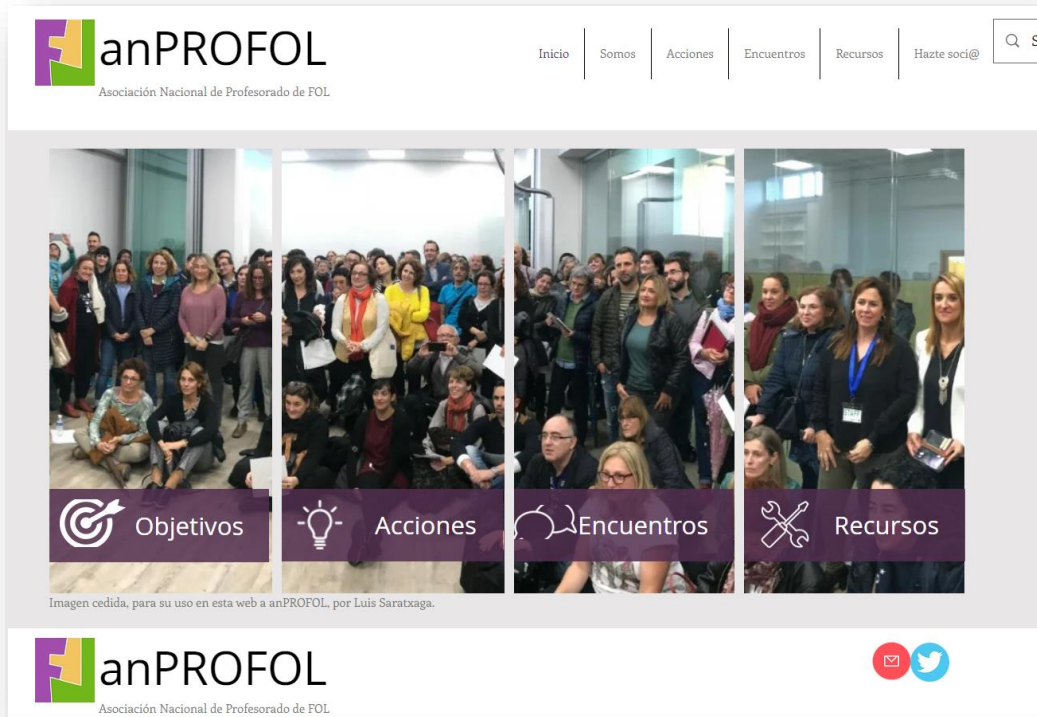 anPROFOL
Asociación Nacional de Profesorado de FOL
Inicio
Somos
Acciones
Encuentros
Recursos
Hazte soci@
Objetivos
Acciones
Encuentros
Recursos
Imagen cedida, para su uso en esta web a anPROFOL, por Luis Saratxaga.
anPROFOL
Asociación Nacional de Profesorado de FOL